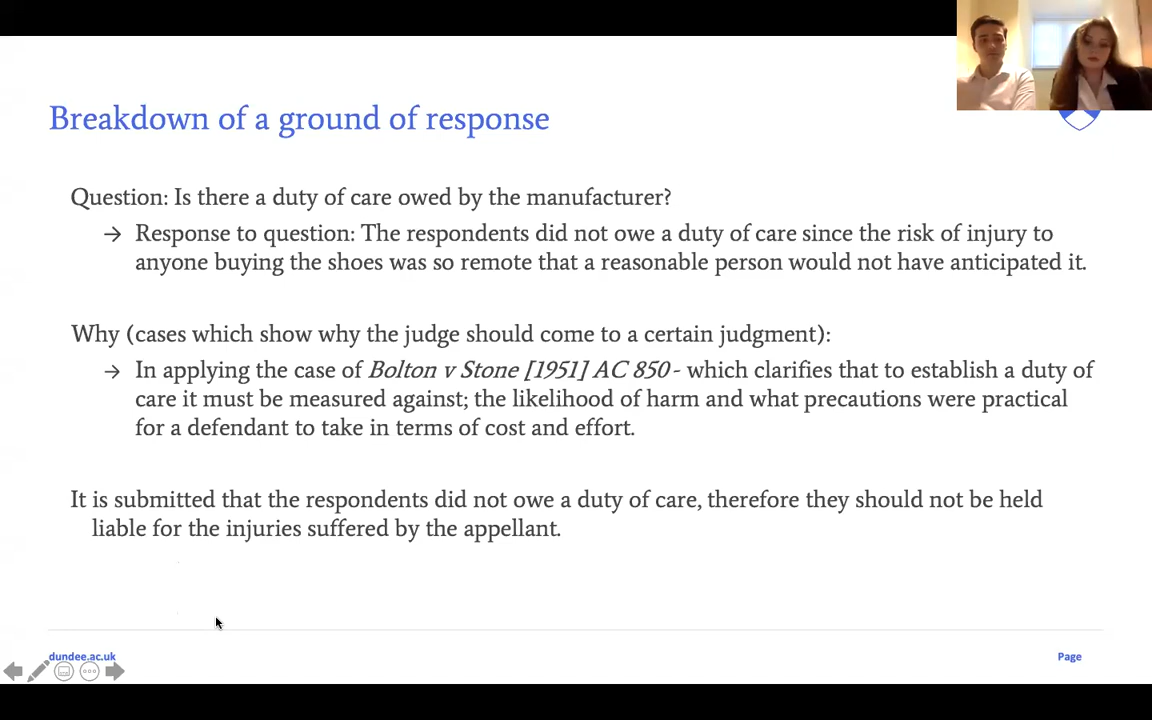 Breakdown of a ground of response
Question: Is there a duty of care owed by the manufacturer?
→ Response to question: The respondents did not owe a duty of care since the risk of injury to
anyone buying the shoes was so remote that a reasonable person would not have anticipated it.
Why (cases which show why the judge should come to a certain judgment):
→ In applying the case of Bolton v Stone [1951] AC 850 - which clarifies that to establish a duty of
care it must be measured against; the likelihood of harm and what precautions were practical
for a defendant to take in terms of cost and effort.
It is submitted that the respondents did not owe a duty of care, therefore they should not be held
liable for the injuries suffered by the appellant.
dundee.ac.uk
Page